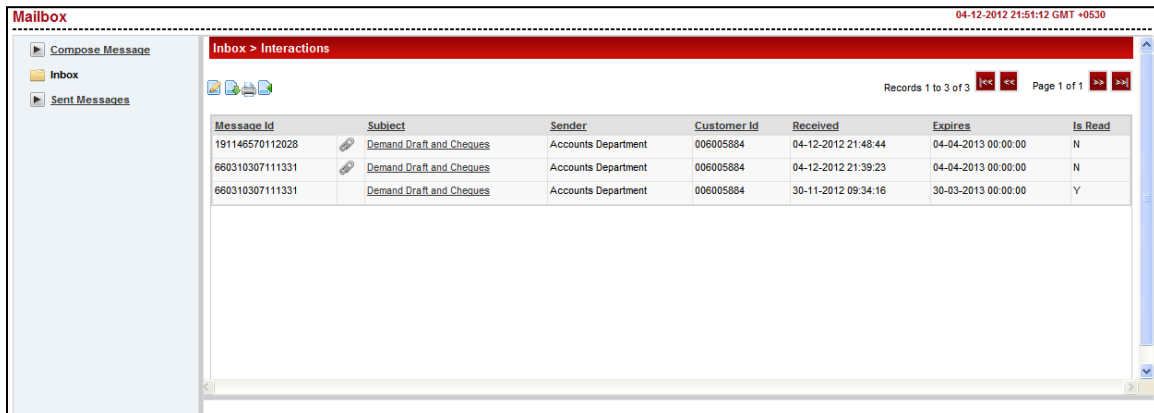 Mailbox 04-12-2012 21:51:12 GMT +0530
Compose Message
Inbox
Sent Messages
Inbox > Interactions
Records 1 to 3 of 3 |<< << Page 1 of 1 >> >>|
Message Id Subject Sender Customer Id Received Expires Is Read
191146570112028 Demand Draft and Cheques Accounts Department 006005884 04-12-2012 21:48:44 04-04-2013 00:00:00 N
660310307111331 Demand Draft and Cheques Accounts Department 006005884 04-12-2012 21:39:23 04-04-2013 00:00:00 N
660310307111331 Demand Draft and Cheques Accounts Department 006005884 30-11-2012 09:34:16 30-03-2013 00:00:00 Y